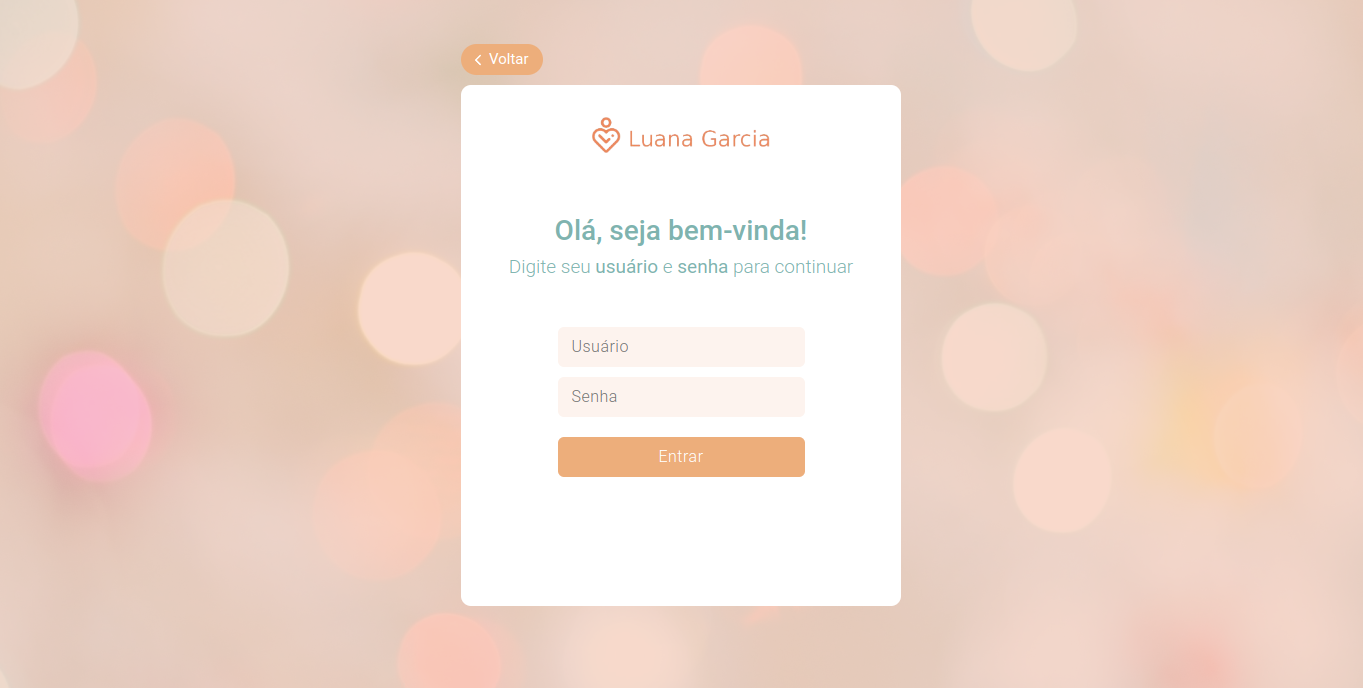 Voltar
Luana Garcia
Olá, seja bem-vinda!
Digite seu usuário e senha para continuar
Usuário
Senha
Entrar